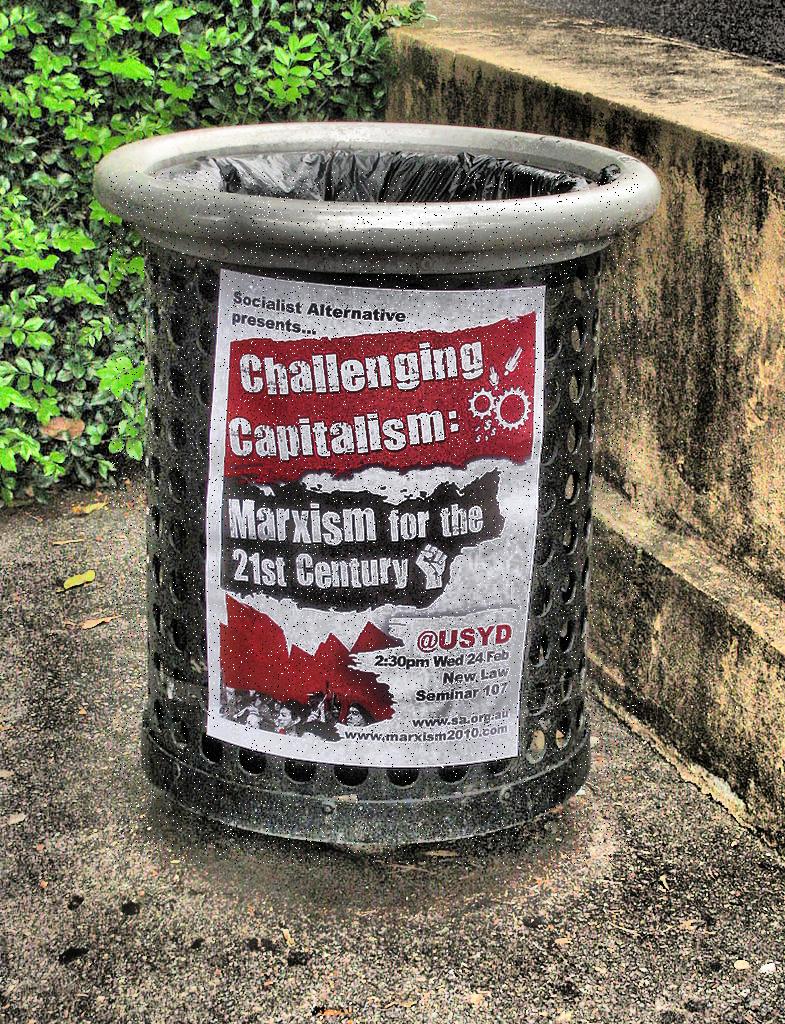 Socialist Alternative
presents...
Challenging
Capitalism:
Marxism for the
21st Century
@USYD
2:30pm Wed 24 Feb
New Law
Seminar 107
www.sa.org.au
www.marxism2010.com